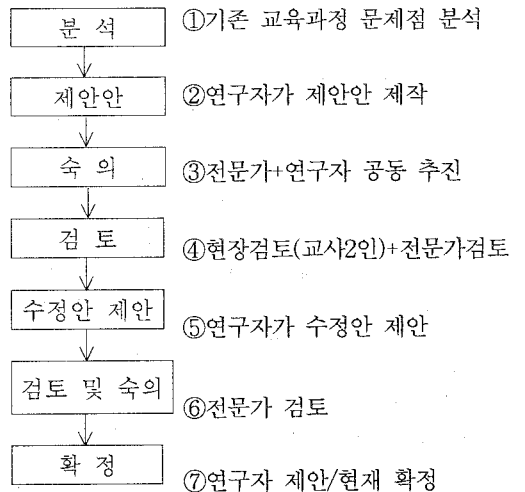 분 석
①기존 교육과정 문제점 분석
제안안
②연구자가 제안안 제작
숙 의
③전문가+연구자 공동 추진
검 토
④현장검토(교사2인)+전문가검토
수정안 제안
⑤연구자가 수정안 제안
검토 및 숙의
⑥전문가 검토
확 정
⑦연구자 제안/현재 확정